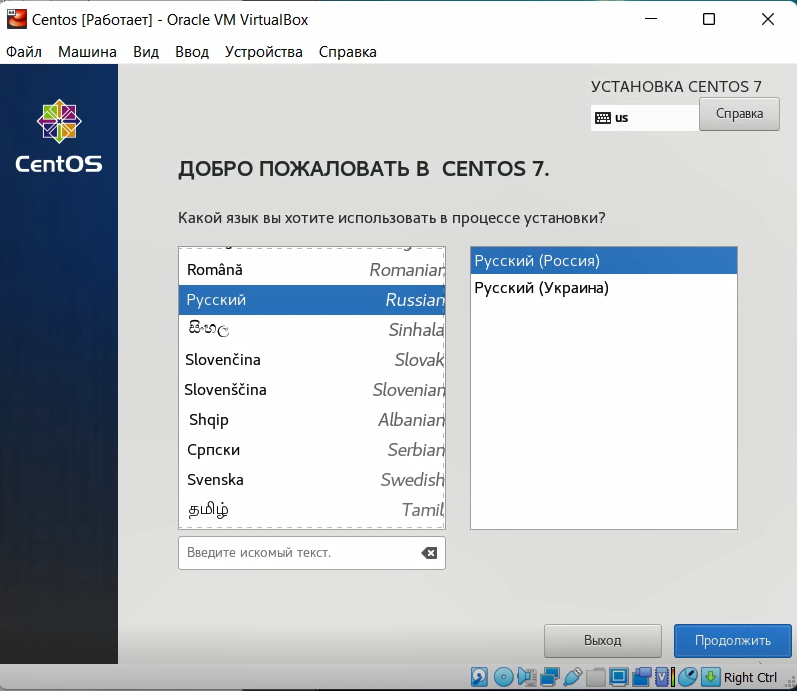 Centos [Работает] - Oracle VM VirtualBox
Файл Машина Вид Ввод Устройства Справка
CentOS
УСТАНОВКА CENTOS 7
us Справка
ДОБРО ПОЖАЛОВАТЬ В CENTOS 7.
Какой язык вы хотите использовать в процессе установки?
Română Romanian
Русский Russian
සිංහල Sinhala
Slovenčina Slovak
Slovenščina Slovenian
Shqip Albanian
Српски Serbian
Svenska Swedish
தமிழ் Tamil
Русский (Россия)
Русский (Украина)
Введите искомый текст.
Выход Продолжить
Right Ctrl